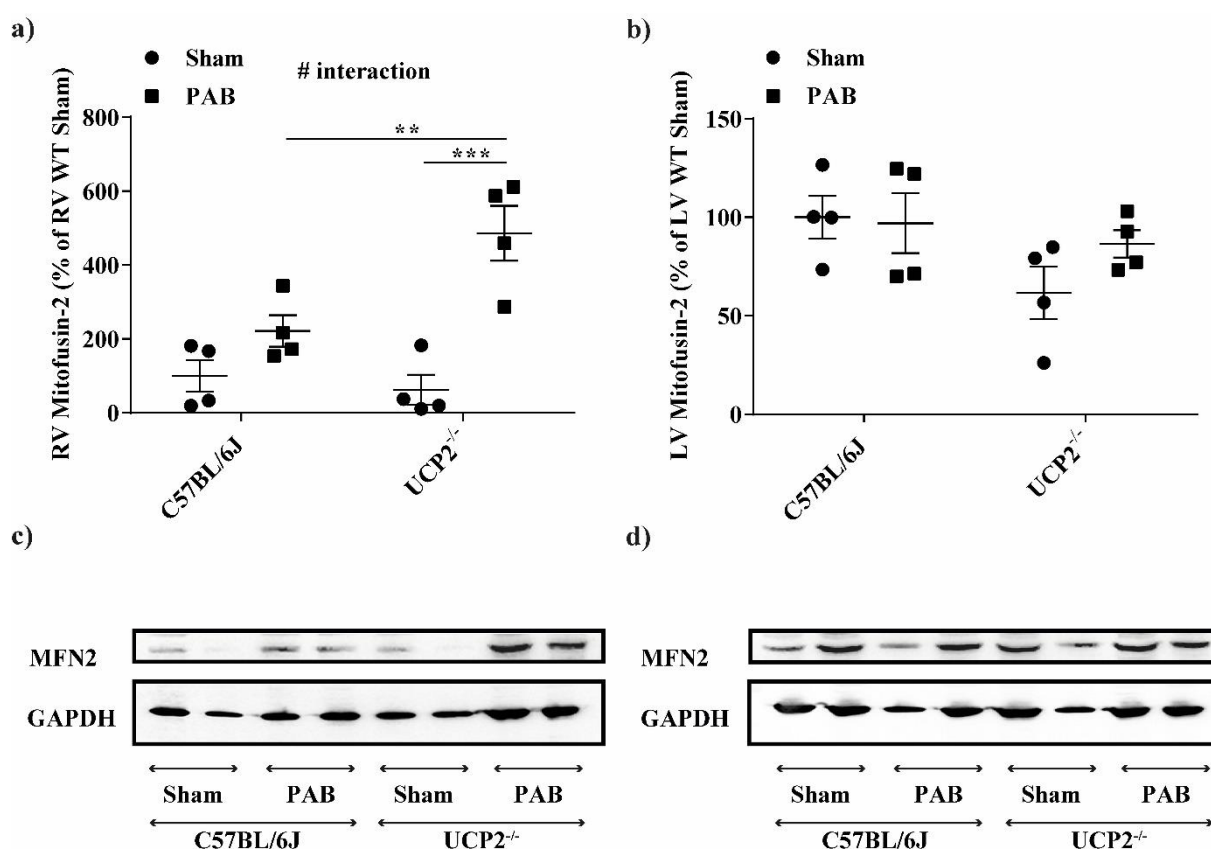 a)
Sham
PAB
# interaction
RV Mitofusin-2 (% of RV WT Sham)
800
600
400
200
0
**
***
C57BL/6J
UCP2-/-
b)
Sham
PAB
LV Mitofusin-2 (% of LV WT Sham)
150
100
50
0
C57BL/6J
UCP2-/-
c)
MFN2
GAPDH
Sham PAB Sham PAB
C57BL/6J UCP2-/-
d)
MFN2
GAPDH
Sham PAB Sham PAB
C57BL/6J UCP2-/-